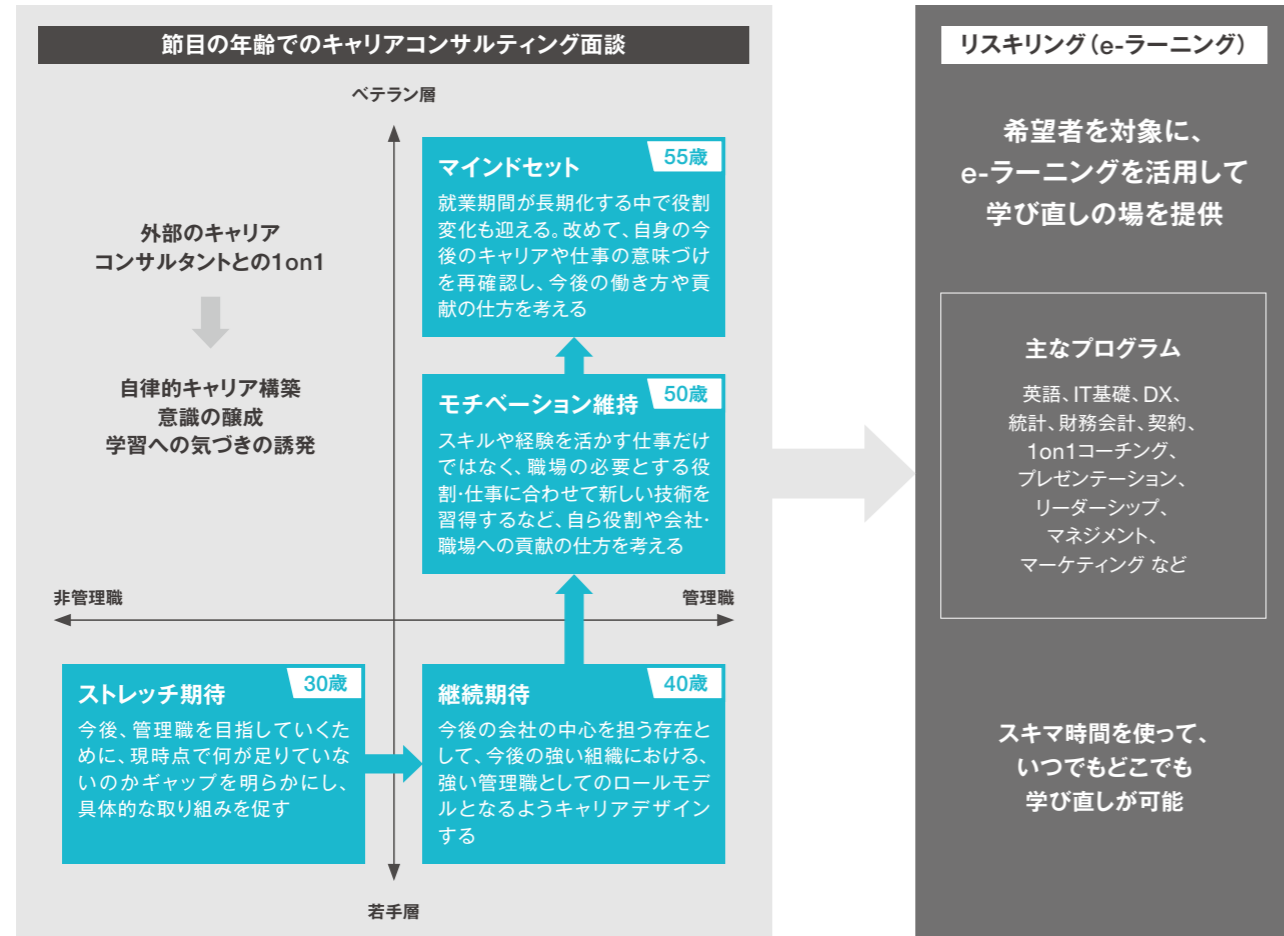 節目の年齢でのキャリアコンサルティング面談
ベテラン層
外部のキャリア
コンサルタントとの1on1
自律的キャリア構築
意識の醸成
学習への気づきの誘発
マインドセット
55歳
就業期間が長期化する中で役割
変化も迎える。改めて、自身の今
後のキャリアや仕事の意味づけ
を再確認し、今後の働き方や貢
献の仕方を考える
モチベーション維持
50歳
スキルや経験を活かす仕事だけ
ではなく、職場の必要とする役
割・仕事に合わせて新しい技術を
習得するなど、自ら役割や会社・
職場への貢献の仕方を考える
非管理職
管理職
ストレッチ期待
30歳
今後、管理職を目指していくた
めに、現時点で何が足りていな
いのかギャップを明らかにし、
具体的な取り組みを促す
継続期待
40歳
今後の会社の中心を担う存在と
して、今後の強い組織における、
強い管理職としてのロールモデ
ルとなるようキャリアデザイン
する
若手層
リスキリング(e-ラーニング)
希望者を対象に、
e-ラーニングを活用して
学び直しの場を提供
主なプログラム
英語、IT基礎、DX、
統計、財務会計、契約、
1on1コーチング、
プレゼンテーション、
リーダーシップ、
マネジメント、
マーケティング など
スキマ時間を使って、
いつでもどこでも
学び直しが可能